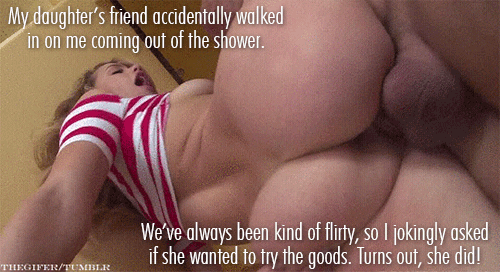 My daughter's friend accidentally walked
in on me coming out of the shower.
We've always been kind of flirty, so I jokingly asked
if she wanted to try the goods. Turns out, she did!
THEGIFER/TUMBLR